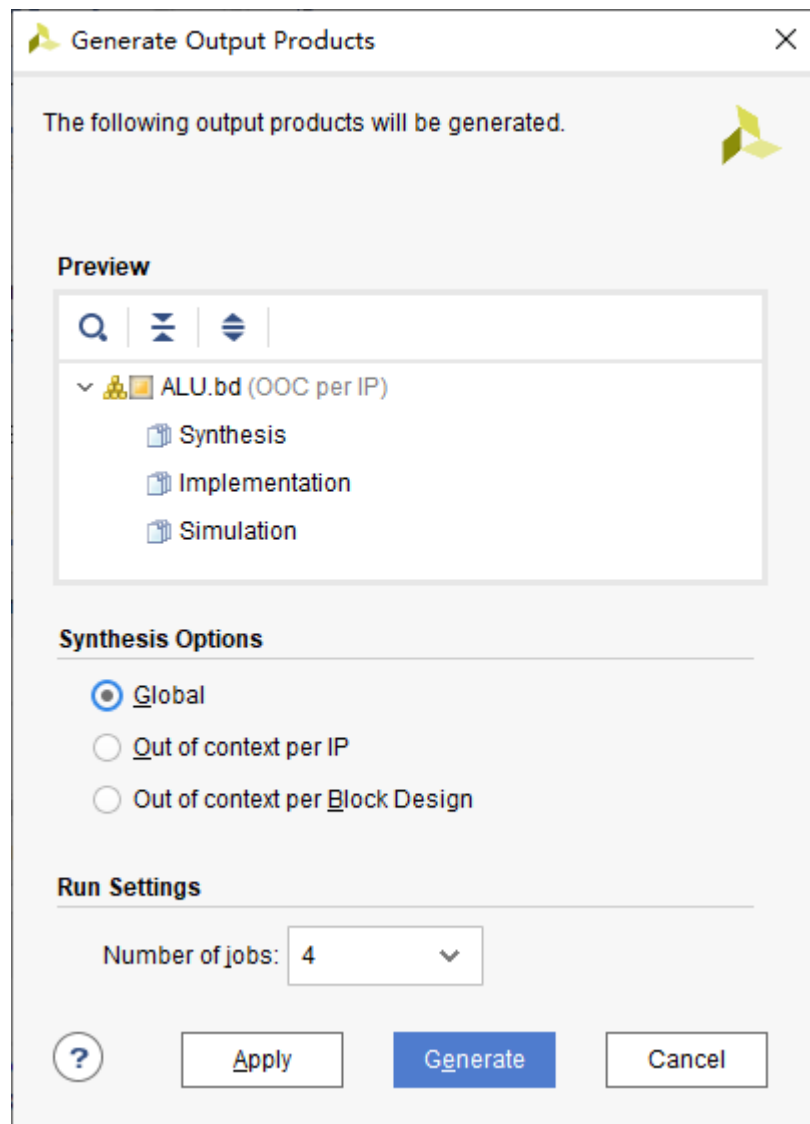 Generate Output Products
The following output products will be generated.
Preview
ALU.bd (OOC per IP)
Synthesis
Implementation
Simulation
Synthesis Options
Global
Out of context per IP
Out of context per Block Design
Run Settings
Number of jobs: 4
? Apply Generate Cancel